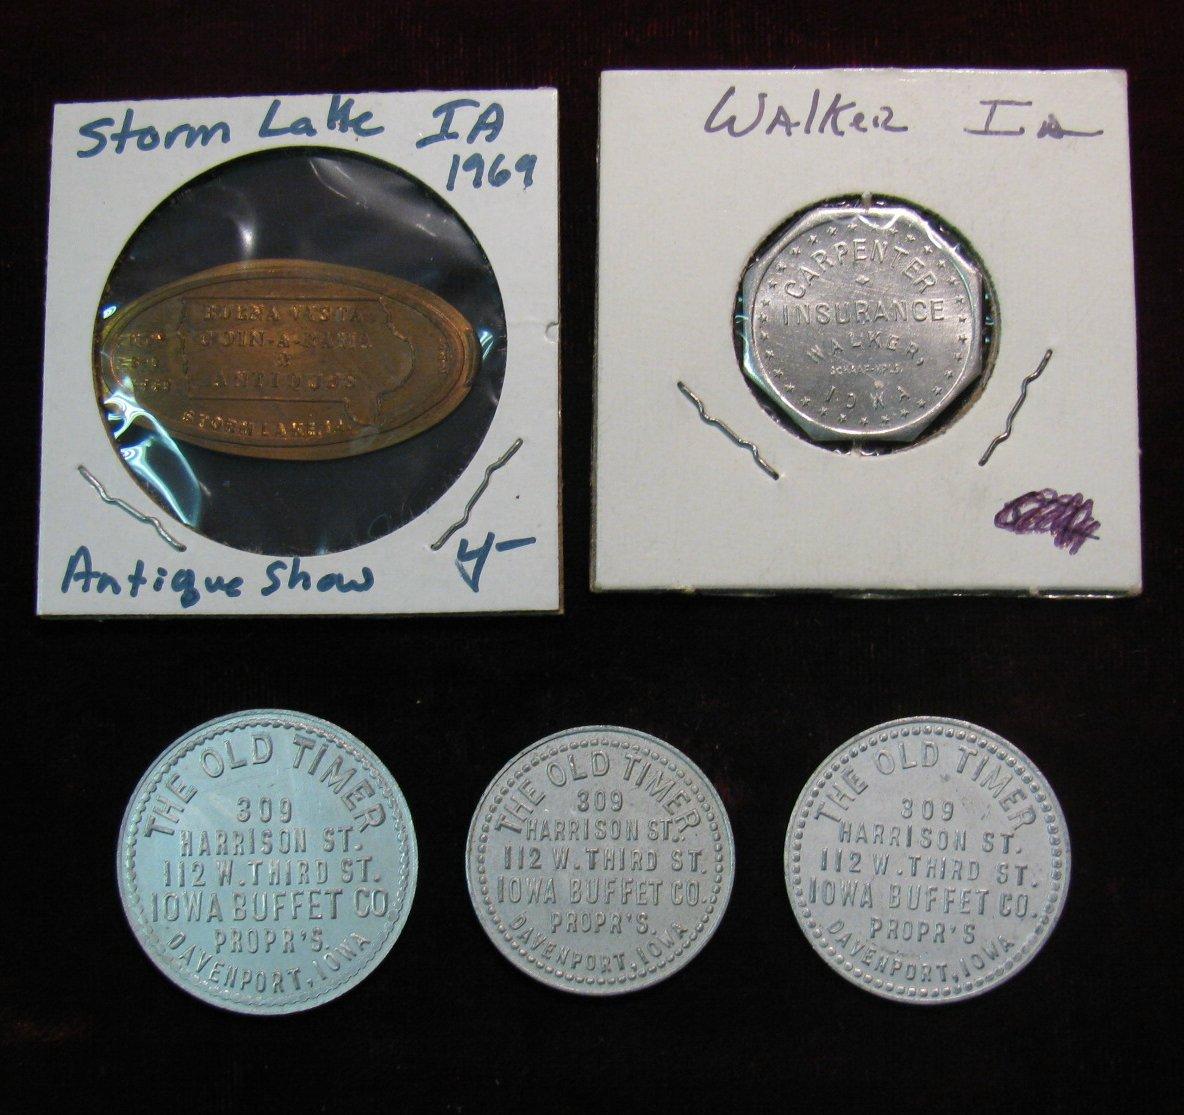 Storm Lake IA
1969
BUENA VISTA
COIN-A-RAMA
&
ANTIQUES
STORM LAKE, IA.
Antique Show 4-
Walker Ia
CARPENTER
INSURANCE
WALKER,
IOWA
THE OLD TIMER
309
HARRISON ST.
112 W. THIRD ST.
IOWA BUFFET CO
PROPR'S.
DAVENPORT, IOWA
THE OLD TIMER
309
HARRISON ST.
112 W. THIRD ST.
IOWA BUFFET CO.
PROPR'S.
DAVENPORT, IOWA
THE OLD TIMER
309
HARRISON ST.
112 W. THIRD ST.
IOWA BUFFET CO.
PROPR'S
DAVENPORT, IOWA